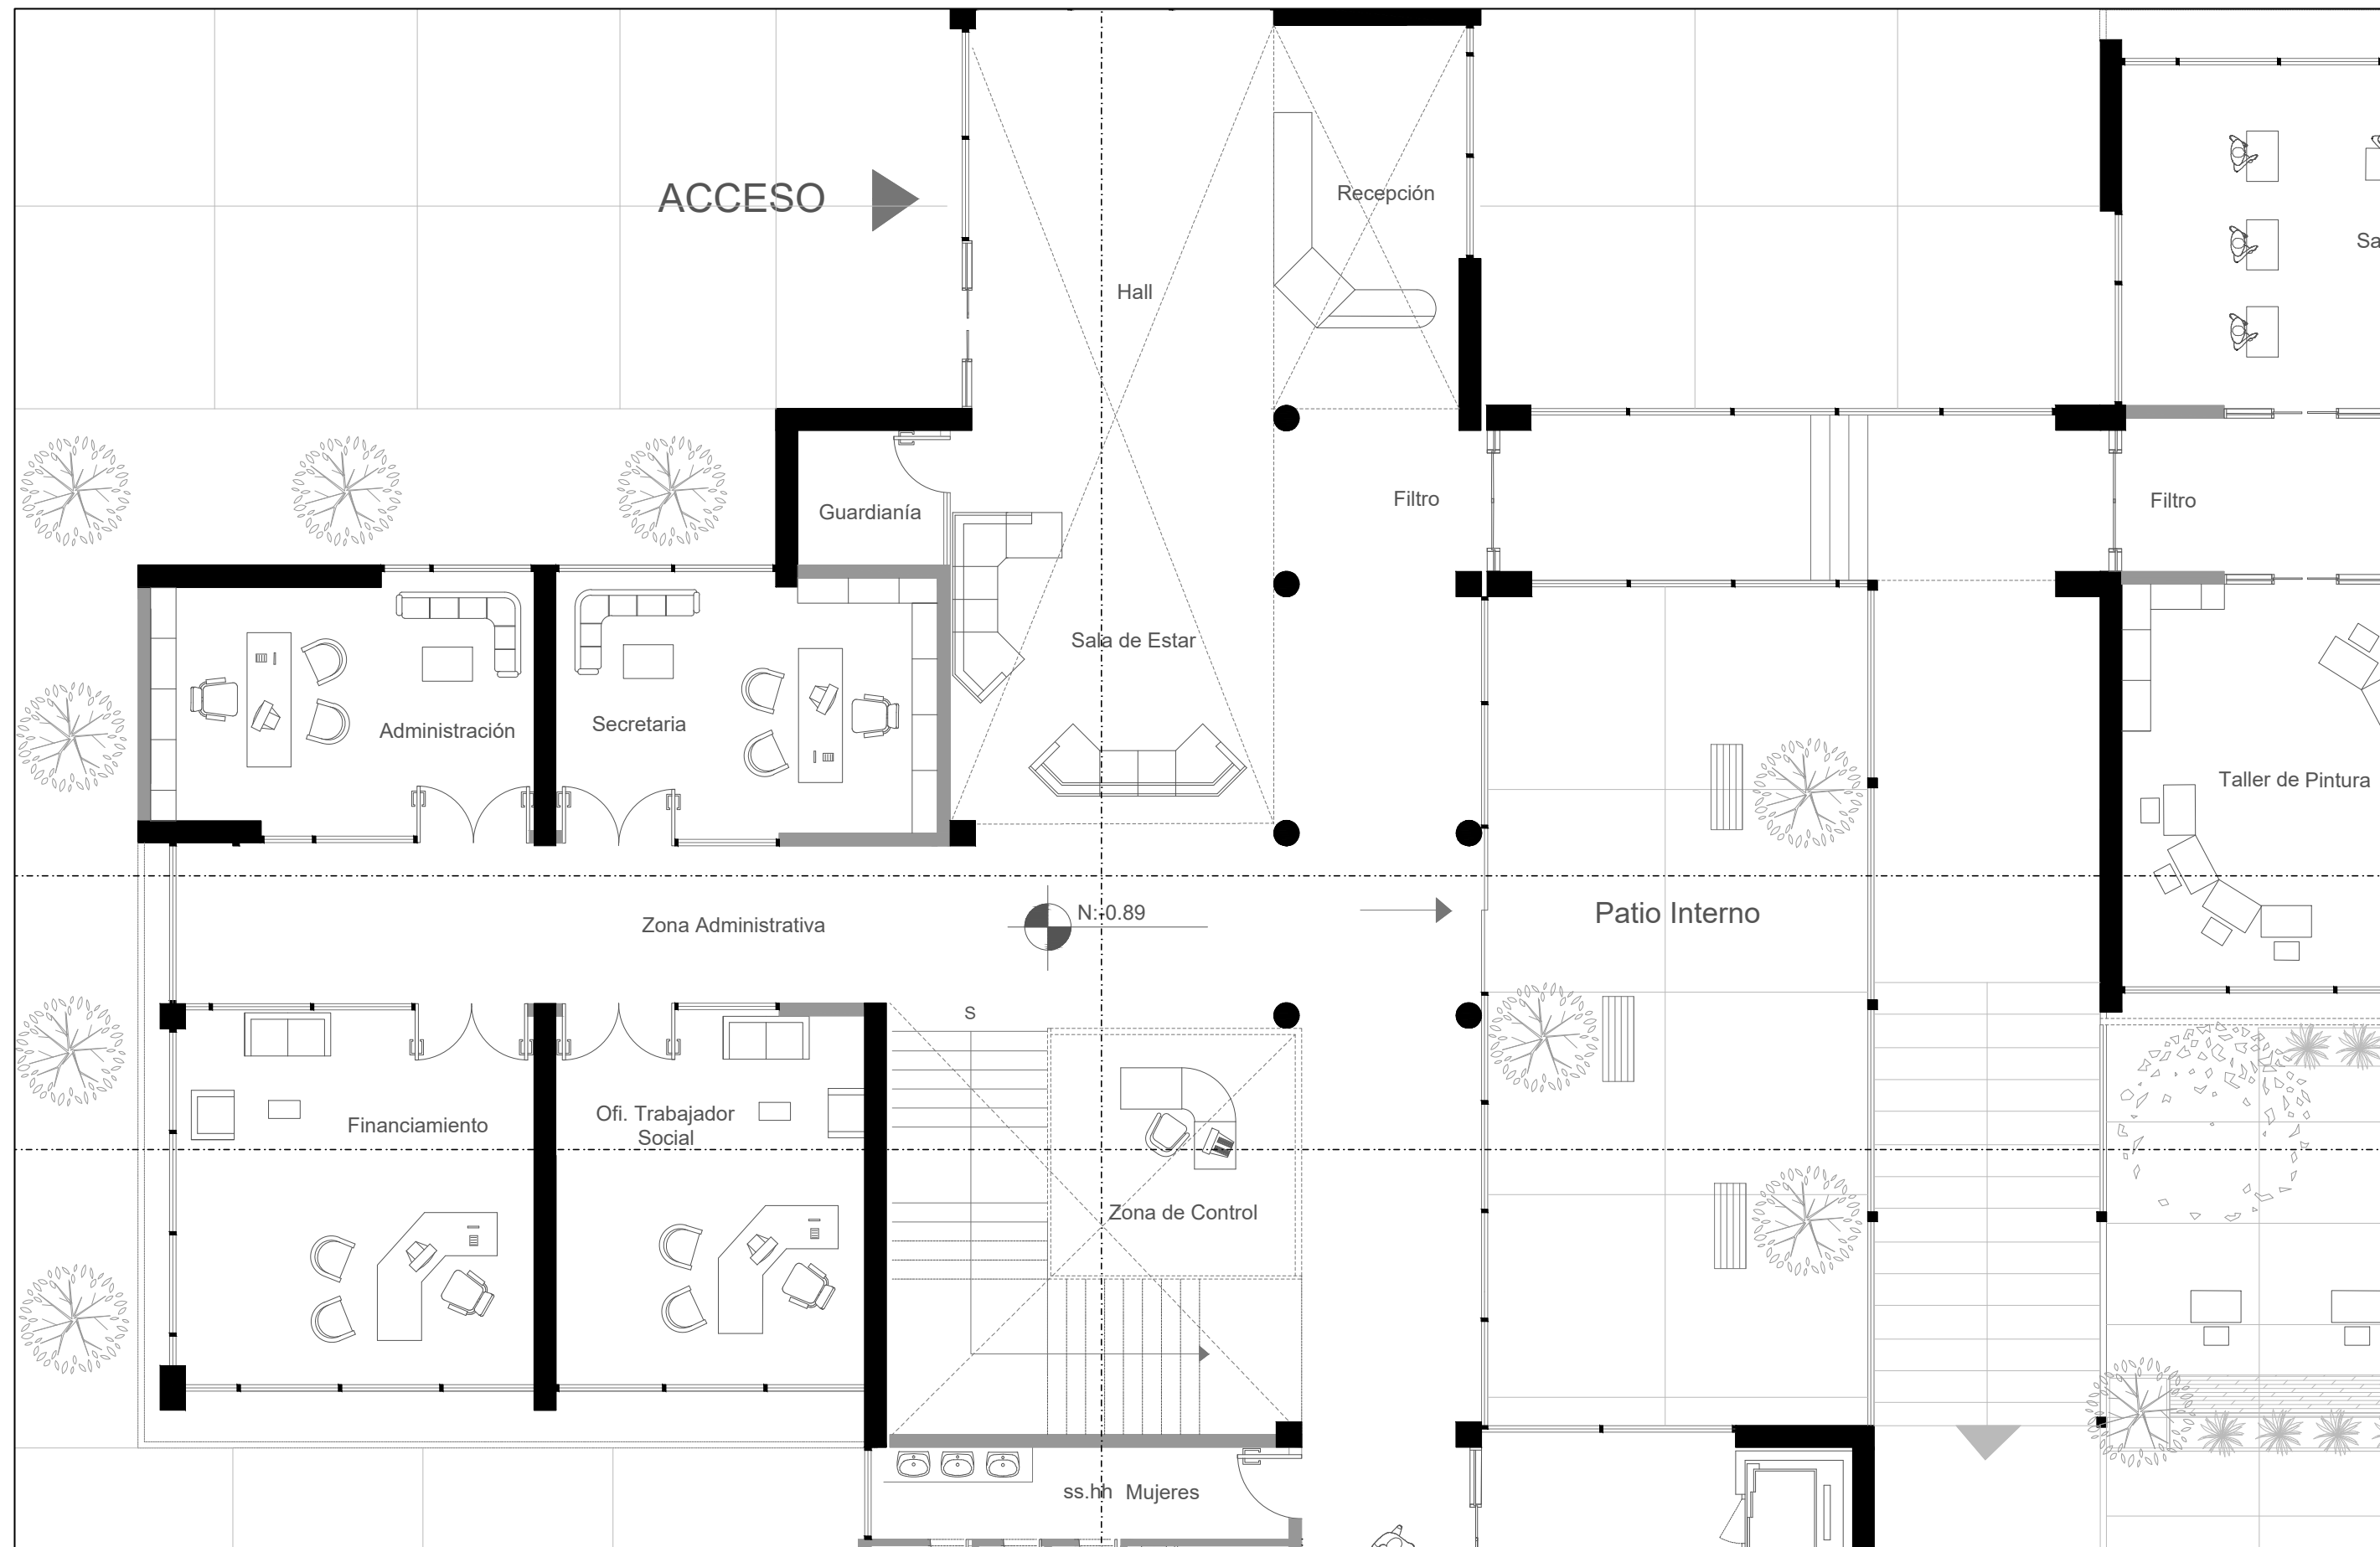 ACCESO
Recepción
Sa
Hall
Guardianía
Filtro
Filtro
Sala de Estar
Administración
Secretaria
Taller de Pintura
Zona Administrativa
N:-0.89
Patio Interno
S
Financiamiento
Ofi. Trabajador
Social
Zona de Control
ss.hh Mujeres